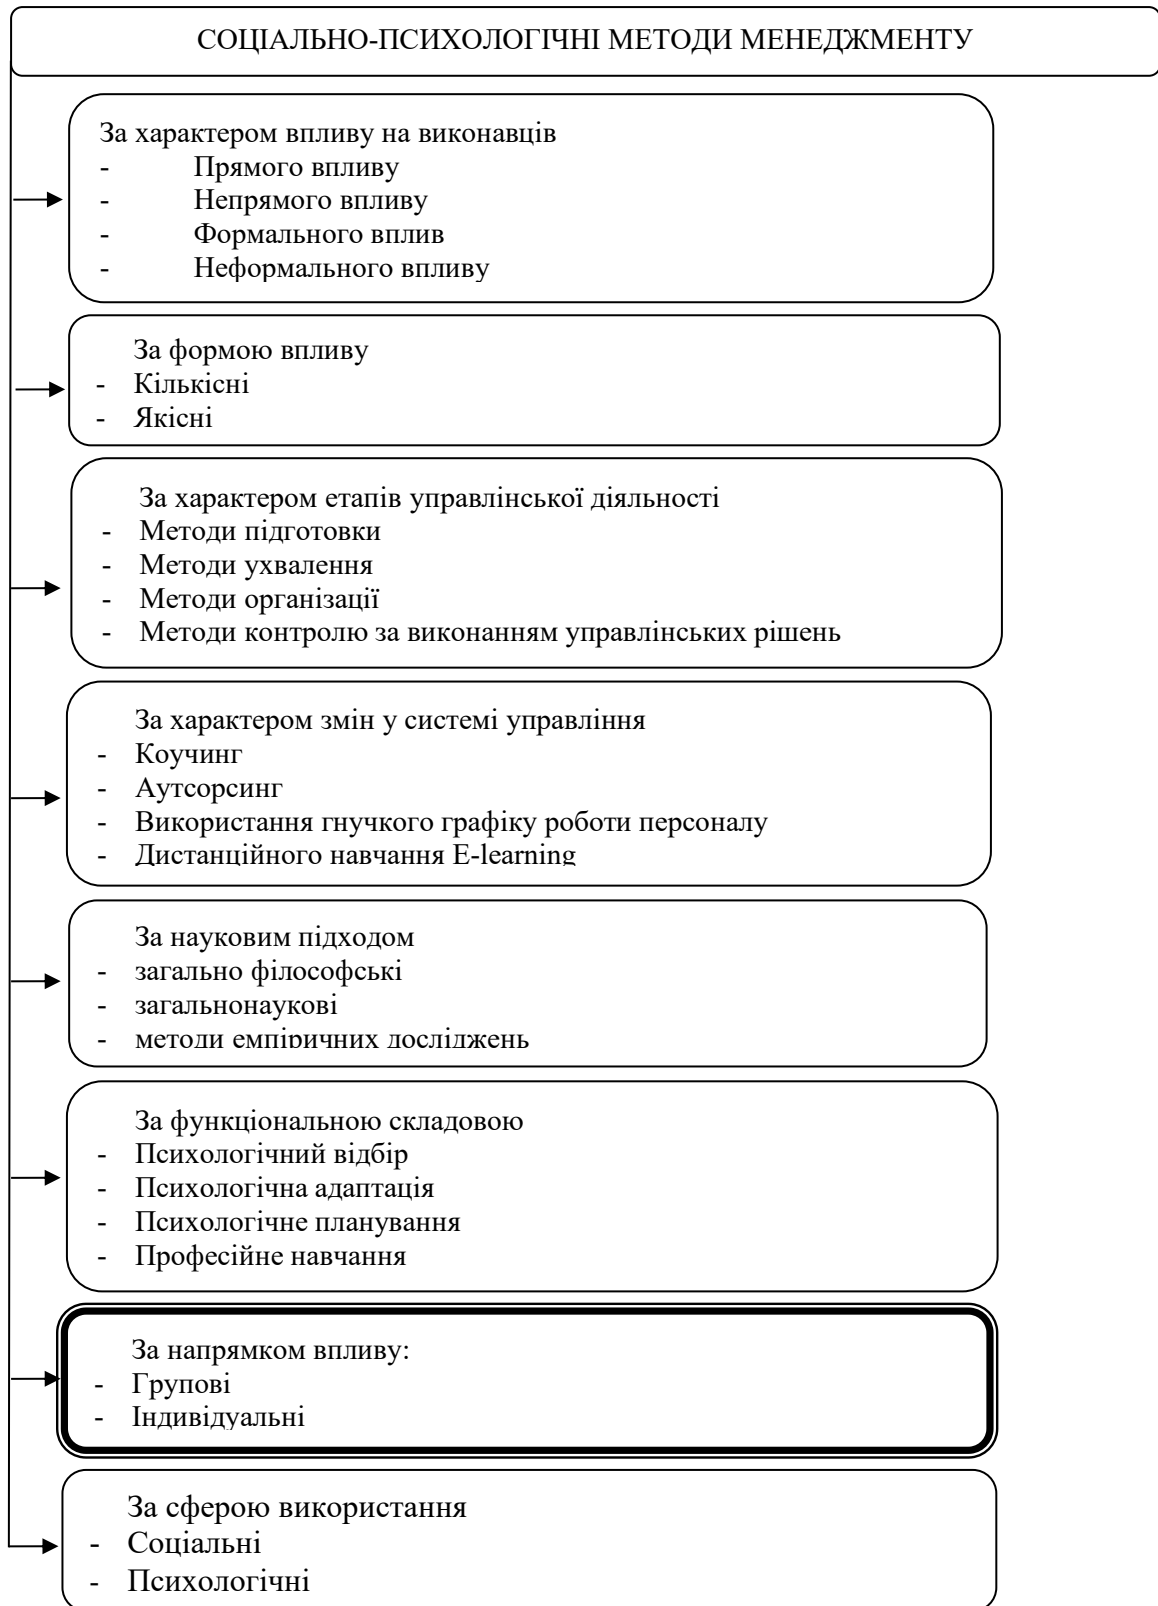 СОЦІАЛЬНО-ПСИХОЛОГІЧНІ МЕТОДИ МЕНЕДЖМЕНТУ
За характером впливу на виконавців
- Прямого впливу
- Непрямого впливу
- Формального вплив
- Неформального впливу
За формою впливу
- Кількісні
- Якісні
За характером етапів управлінської діяльності
- Методи підготовки
- Методи ухвалення
- Методи організації
- Методи контролю за виконанням управлінських рішень
За характером змін у системі управління
- Коучинг
- Аутсорсинг
- Використання гнучкого графіку роботи персоналу
- Дистанційного навчання E-learning
За науковим підходом
- загально філософські
- загальнонаукові
- методи емпіричних досліджень
За функціональною складовою
- Психологічний відбір
- Психологічна адаптація
- Психологічне планування
- Професійне навчання
За напрямком впливу:
- Групові
- Індивідуальні
За сферою використання
- Соціальні
- Психологічні